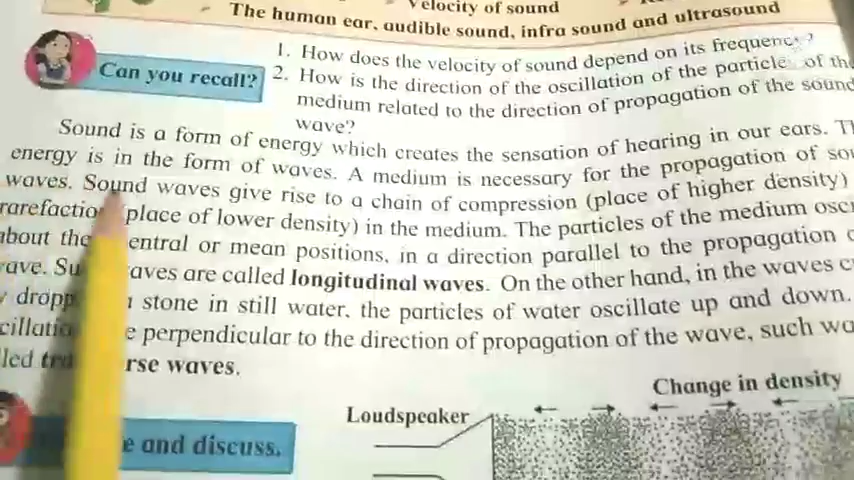 Velocity of sound
The human ear, audible sound, infra sound and ultrasound
Can you recall?
1. How does the velocity of sound depend on its frequency?
2. How is the direction of the oscillation of the particle of the
medium related to the direction of propagation of the sound
wave?
Sound is a form of energy which creates the sensation of hearing in our ears. Th
energy is in the form of waves. A medium is necessary for the propagation of sou
waves. Sound waves give rise to a chain of compression (place of higher density)
rarefaction place of lower density) in the medium. The particles of the medium osci
about the entral or mean positions, in a direction parallel to the propagation
ave. Su aves are called longitudinal waves. On the other hand, in the waves c
dropp stone in still water, the particles of water oscillate up and down.
cillatio e perpendicular to the direction of propagation of the wave, such wa
led tra rse waves.
Change in density
Loudspeaker
e and discuss.